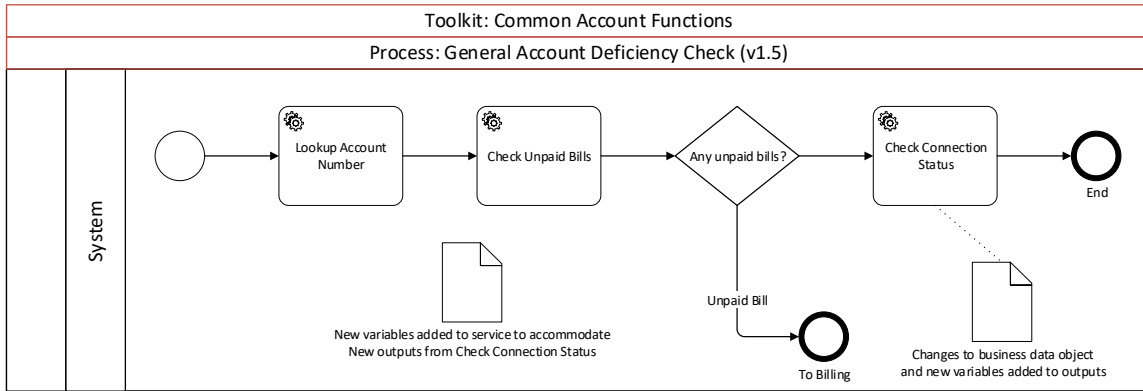 Toolkit: Common Account Functions
Process: General Account Deficiency Check (v1.5)
System
Lookup Account
Number
Check Unpaid Bills
Any unpaid bills?
Check Connection
Status
End
Unpaid Bill
To Billing
New variables added to service to accommodate
New outputs from Check Connection Status
Changes to business data object
and new variables added to outputs